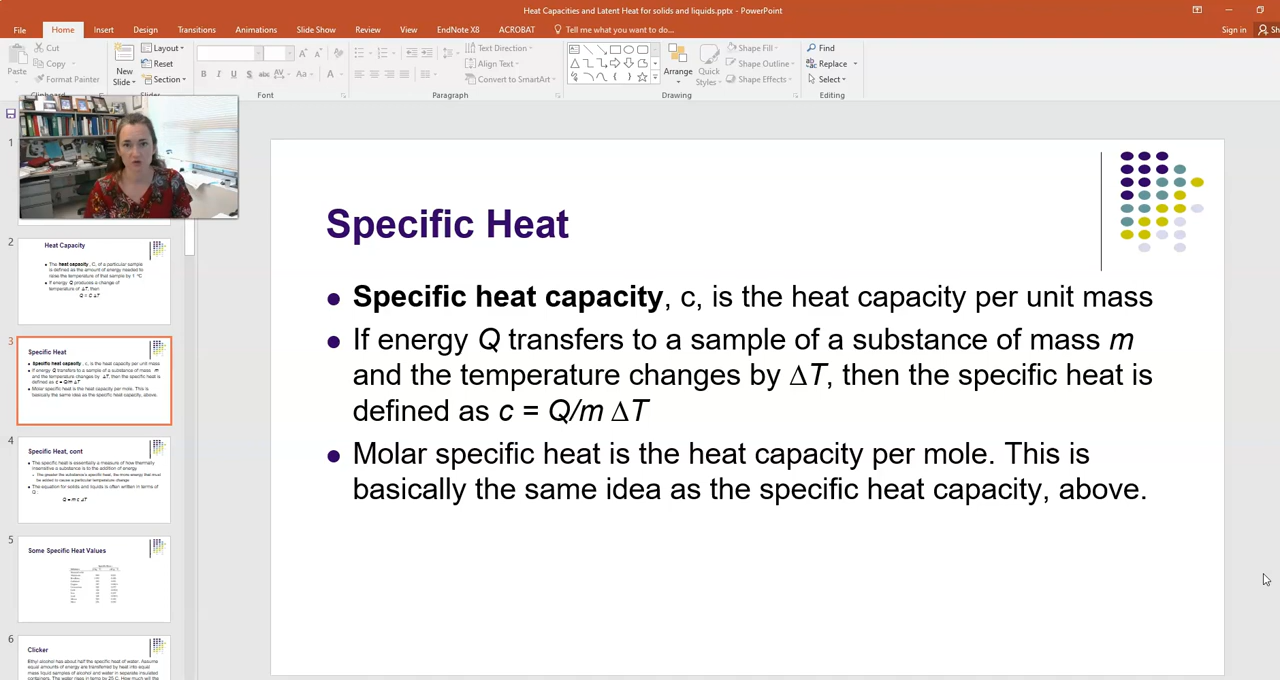 Heat Capacities and Latent Heat for solids and liquids.pptx - PowerPoint
File Home Insert Design Transitions Animations Slide Show Review View EndNote X8 ACROBAT Tell me what you want to do...
Sign in Sh
Paste
Cut
Copy
Format Painter
Clipboard
New
Slide
Layout
Reset
Section
Slides
B I U S abc AV Aa A
Font
Text Direction
Align Text
Convert to SmartArt
Paragraph
Arrange
Quick
Styles
Shape Fill
Shape Outline
Shape Effects
Drawing
Find
Replace
Select
Editing
1
2
Heat Capacity
The heat capacity, C, of a particular sample
is defined as the amount of energy needed to
raise the temperature of that sample by 1 °C
If energy Q produces a change of
temperature of ΔT, then
Q = C ΔT
3
Specific Heat
Specific heat capacity, c, is the heat capacity per unit mass
If energy Q transfers to a sample of a substance of mass m
and the temperature changes by ΔT, then the specific heat is
defined as c = Q/m ΔT
Molar specific heat is the heat capacity per mole. This is
basically the same idea as the specific heat capacity, above.
4
Specific Heat, cont
The specific heat is essentially a measure of how thermally
insensitive a substance is to the addition of energy
The greater the substance's specific heat, the more energy that must
be added to cause a particular temperature change
The equation for solids and liquids is often written in terms of
Q:
Q = m c ΔT
5
Some Specific Heat Values
6
Clicker
Ethyl alcohol has about half the specific heat of water. Assume
equal amounts of energy are transferred by heat into equal
mass liquid samples of alcohol and water in separate insulated
containers. The water rises in temp by 25 C. How much will the
Specific Heat
Specific heat capacity, c, is the heat capacity per unit mass
If energy Q transfers to a sample of a substance of mass m
and the temperature changes by ΔT, then the specific heat is
defined as c = Q/m ΔT
Molar specific heat is the heat capacity per mole. This is
basically the same idea as the specific heat capacity, above.